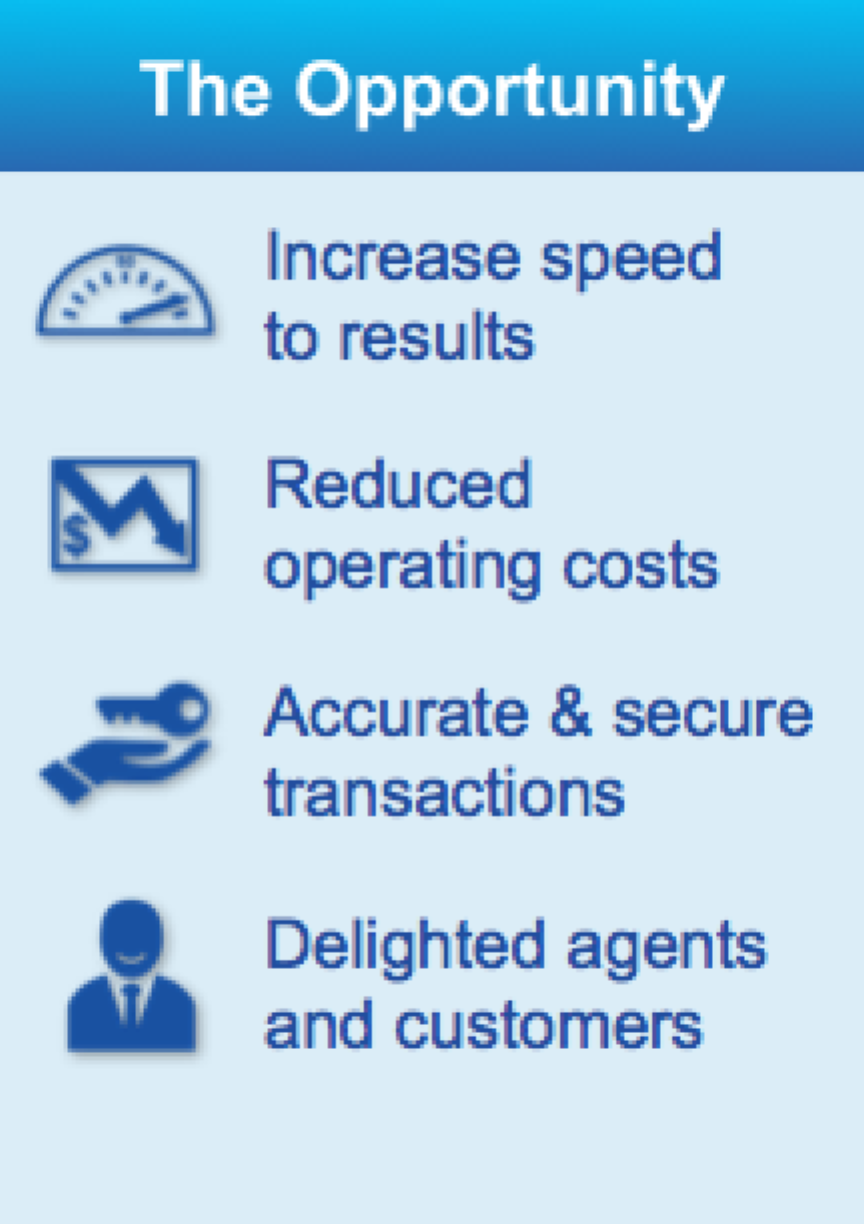 The Opportunity
Increase speed
to results
$
Reduced
operating costs
Accurate & secure
transactions
Delighted agents
and customers